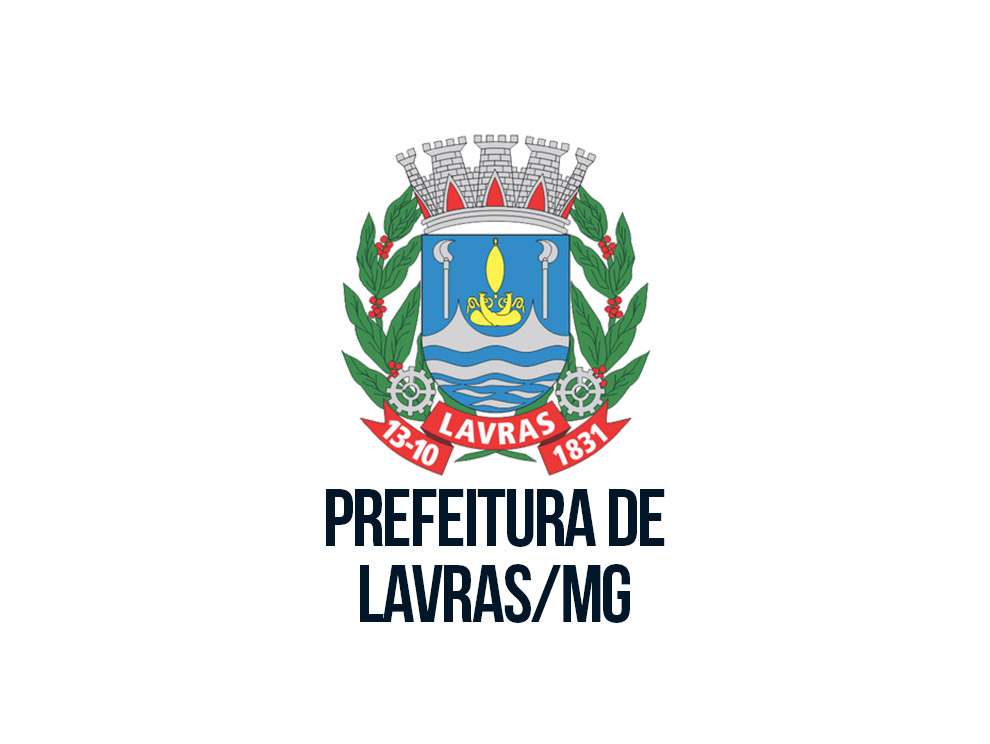 13-10 LAVRAS 1831
PREFEITURA DE
LAVRAS/MG